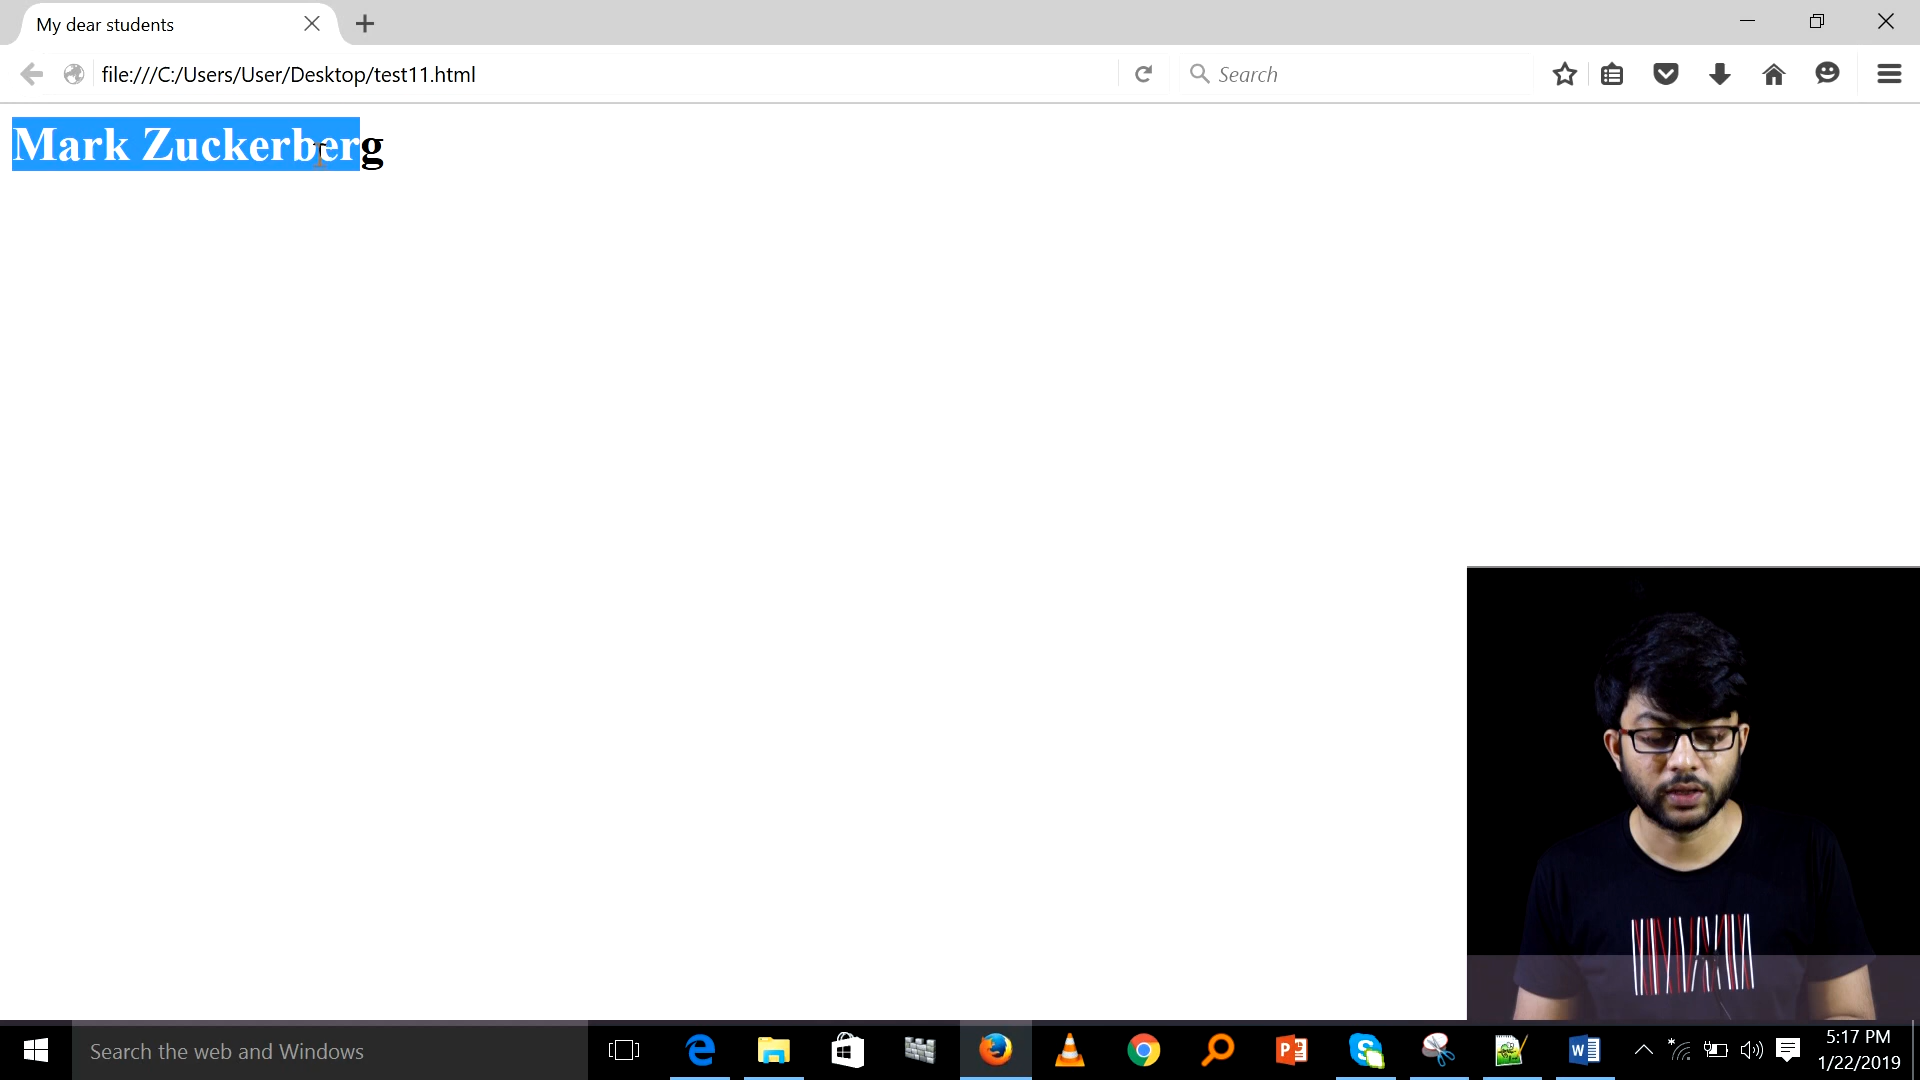 My dear students
file:///C:/Users/User/Desktop/test11.html
Search
Mark Zuckerberg
Search the web and Windows
5:17 PM
1/22/2019